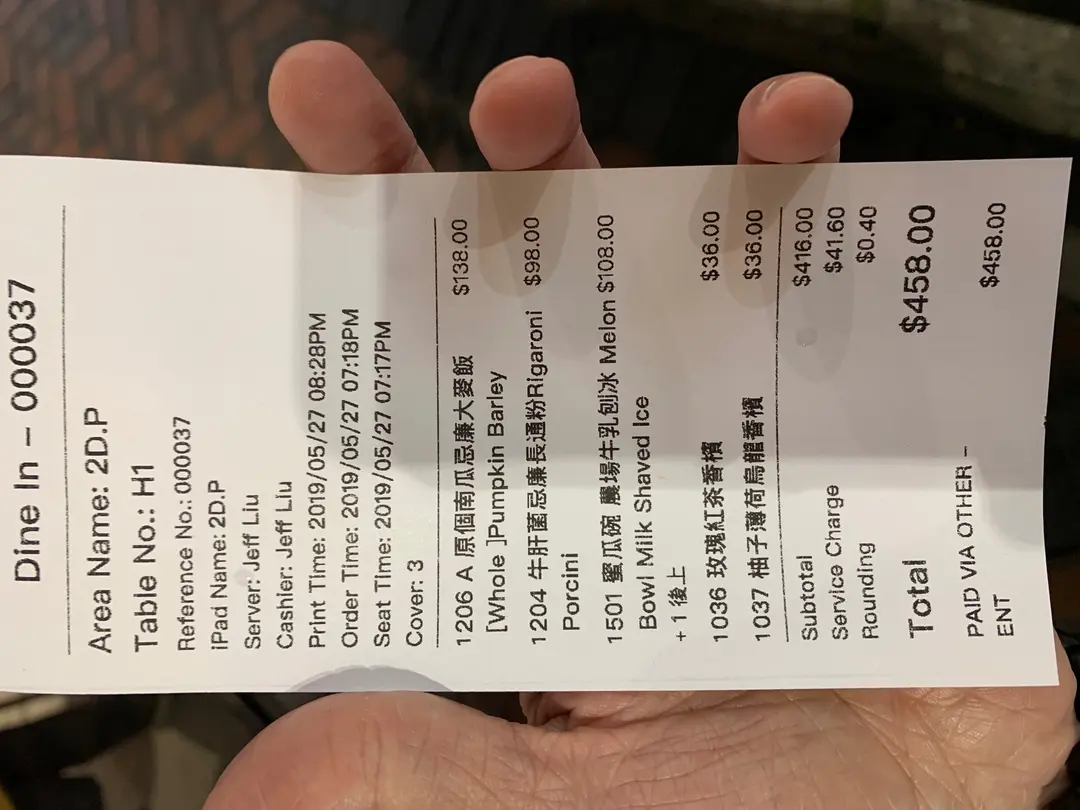 Dine In – 000037
Area Name: 2D.P
Table No.: H1
Reference No.: 000037
iPad Name: 2D.P
Server: Jeff Liu
Cashier: Jeff Liu
Print Time: 2019/05/27 08:28PM
Order Time: 2019/05/27 07:18PM
Seat Time: 2019/05/27 07:17PM
Cover: 3
1206 A 原個南瓜忌廉大麥飯 $138.00
[Whole ]Pumpkin Barley
1204 牛肝菌忌廉長通粉Rigaroni $98.00
Porcini
1501 蜜瓜碗 農場牛乳刨冰 Melon $108.00
Bowl Milk Shaved Ice
+ 1 後上
1036 玫瑰紅茶香檳 $36.00
1037 柚子薄荷烏龍香檳 $36.00
Subtotal $416.00
Service Charge $41.60
Rounding $0.40
Total $458.00
PAID VIA OTHER – $458.00
ENT